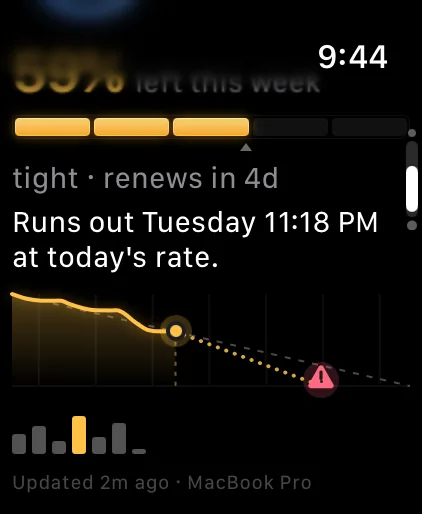 9:44
59% left this week
tight · renews in 4d
Runs out Tuesday 11:18 PM
at today's rate.
Updated 2m ago · MacBook Pro